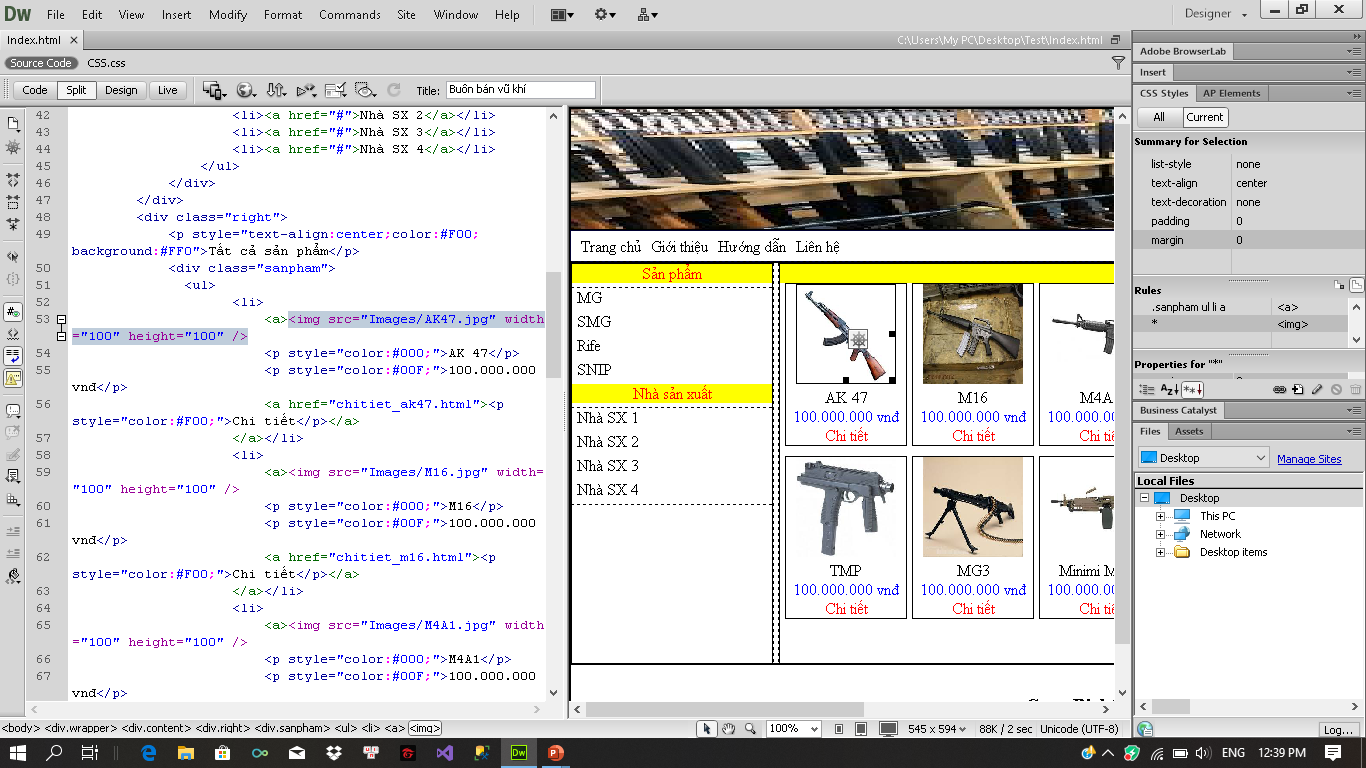 Dw File Edit View Insert Modify Format Commands Site Window Help Designer
Index.html C:\Users\My PC\Desktop\Test\Index.html
Source Code CSS.css
Code Split Design Live Title: Buôn bán vũ khí
42 <li><a href="#">Nhà SX 2</a></li>
43 <li><a href="#">Nhà SX 3</a></li>
44 <li><a href="#">Nhà SX 4</a></li>
45 </ul>
46 </div>
47 </div>
48 <div class="right">
49 <p style="text-align:center;color:#F00;
background:#FF0">Tất cả sản phẩm</p>
50 <div class="sanpham">
51 <ul>
52 <li>
53 <a><img src="Images/AK47.jpg" width
="100" height="100" />
54 <p style="color:#000;">AK 47</p>
55 <p style="color:#00F;">100.000.000
vnđ</p>
56 <a href="chitiet_ak47.html"><p
style="color:#F00;">Chi tiết</p></a>
57 </a></li>
58 <li>
59 <a><img src="Images/M16.jpg" width=
"100" height="100" />
60 <p style="color:#000;">M16</p>
61 <p style="color:#00F;">100.000.000
vnđ</p>
62 <a href="chitiet_m16.html"><p
style="color:#F00;">Chi tiết</p></a>
63 </a></li>
64 <li>
65 <a><img src="Images/M4A1.jpg" width
="100" height="100" />
66 <p style="color:#000;">M4A1</p>
67 <p style="color:#00F;">100.000.000
vnđ</p>
Trang chủ Giới thiệu Hướng dẫn Liên hệ
Sản phẩm
MG
SMG
Rife
SNIP
Nhà sản xuất
Nhà SX 1
Nhà SX 2
Nhà SX 3
Nhà SX 4
AK 47 M16 M4A
100.000.000 vnđ 100.000.000 vnđ 100.000.00
Chi tiết Chi tiết Chi tiết
TMP MG3 Minimi M
100.000.000 vnđ 100.000.000 vnđ 100.000.00
Chi tiết Chi tiết Chi tiết
Adobe BrowserLab
Insert
CSS Styles AP Elements
All Current
Summary for Selection
list-style none
text-align center
text-decoration none
padding 0
margin 0
Rules
.sanpham ul li a <a>
* <img>
Properties for "*"
Business Catalyst
Files Assets
Desktop Manage Sites
Local Files
Desktop
This PC
Network
Desktop items
<body> <div.wrapper> <div.content> <div.right> <div.sanpham> <ul> <li> <a> <img> 100% 545 x 594 88K / 2 sec Unicode (UTF-8) Log...
Dw ENG 12:39 PM